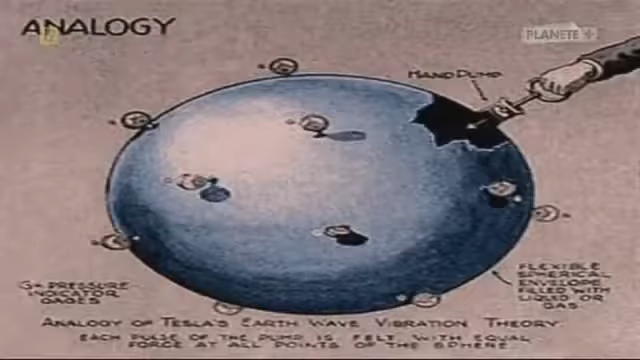 ANALOGY
PLANETE +
HAND PUMP
G= PRESSURE
INDICATOR
GAGES
FLEXIBLE
SPHERICAL
ENVELOPE
FILLED WITH
LIQUID OR
GAS
ANALOGY OF TESLA'S EARTH WAVE VIBRATION THEORY
EACH PULSE OF THE PUMP IS FELT WITH EQUAL
FORCE AT ALL POINTS OF THE SPHERE